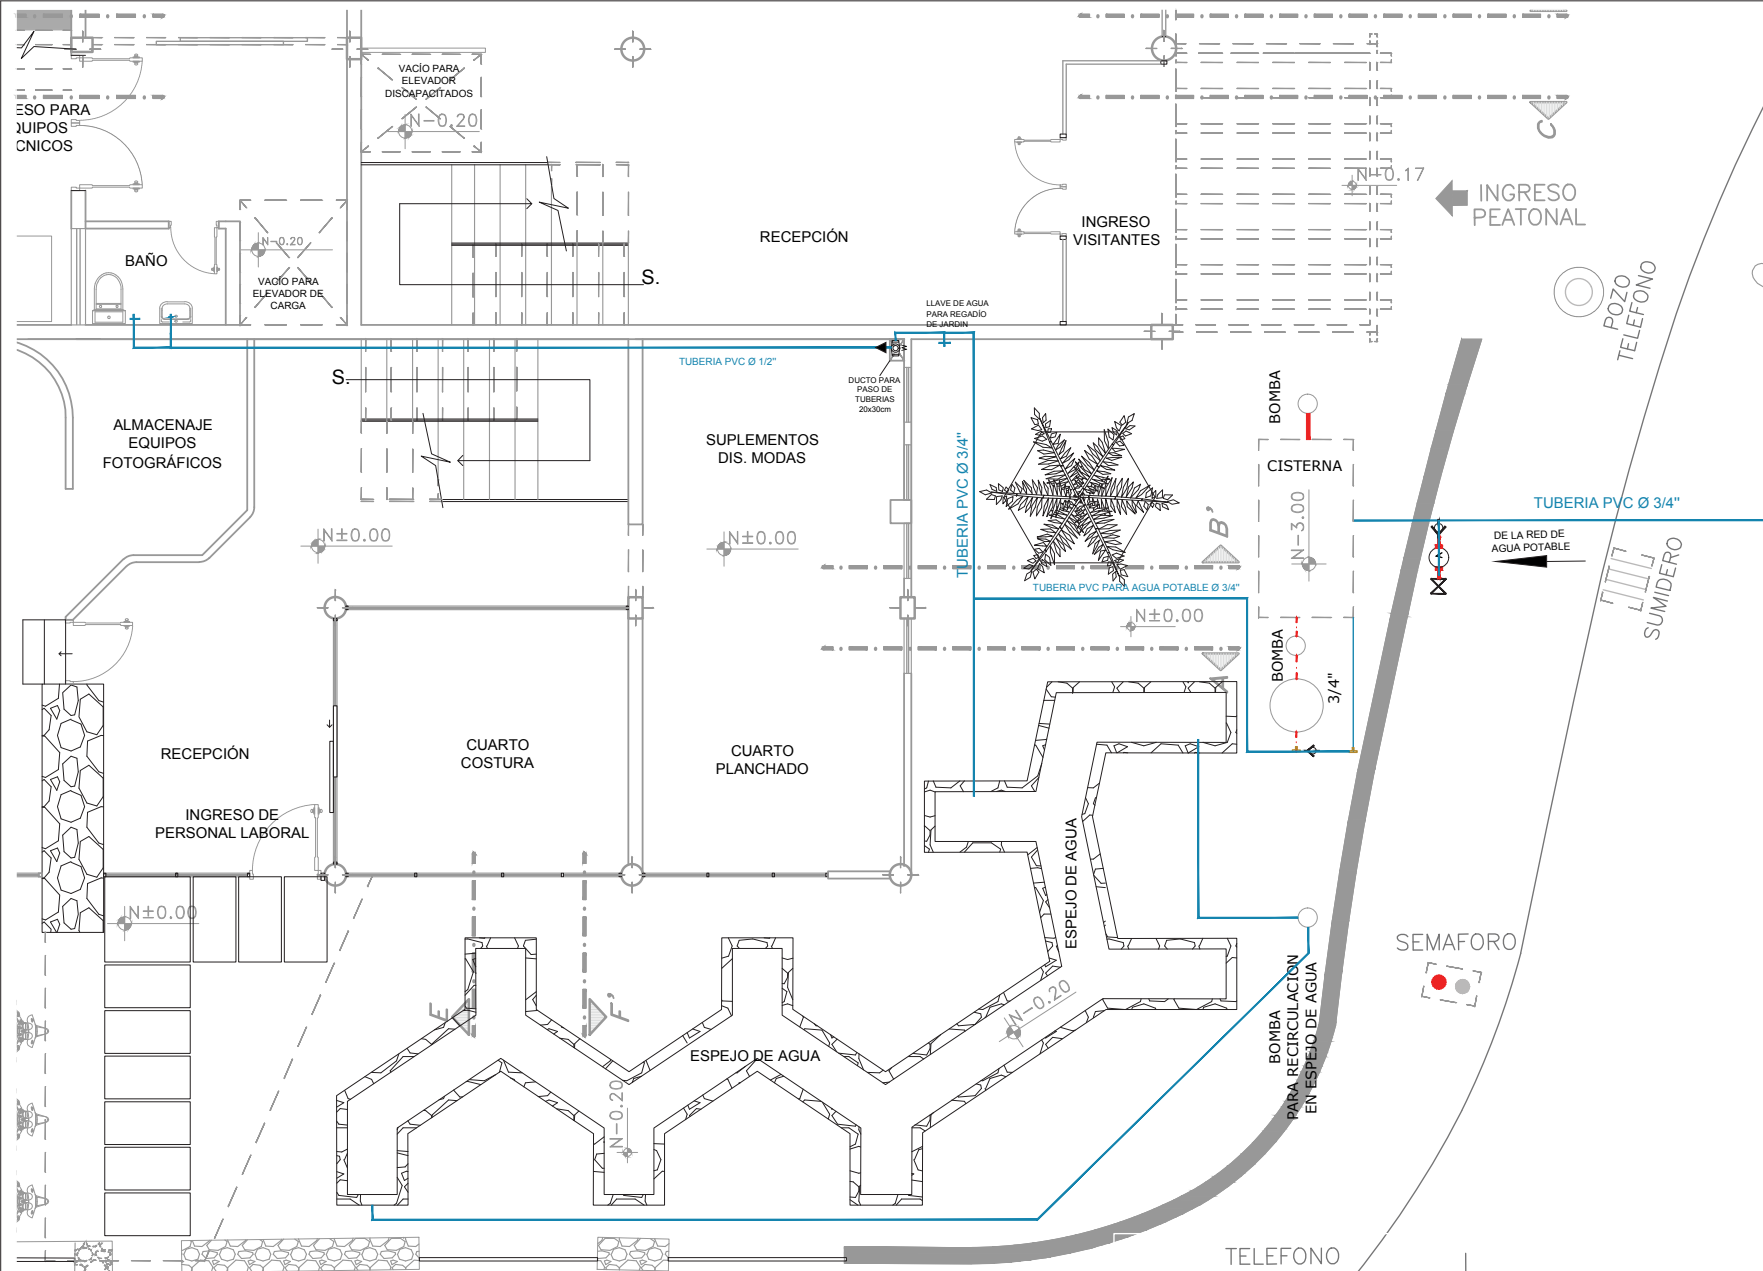 VACÍO PARA
ELEVADOR
DISCAPACITADOS
N-0.20
ESO PARA
QUIPOS
CNICOS
C
N-0.17
INGRESO
PEATONAL
INGRESO
VISITANTES
RECEPCIÓN
N-0.20
BAÑO
VACÍO PARA
ELEVADOR DE
CARGA
S.
POZO
TELEFONO
LLAVE DE AGUA
PARA REGADÍO
DE JARDIN
TUBERIA PVC Ø 1/2"
S.
DUCTO PARA
PASO DE
TUBERIAS
20x30cm
BOMBA
ALMACENAJE
EQUIPOS
FOTOGRÁFICOS
SUPLEMENTOS
DIS. MODAS
TUBERIA PVC Ø 3/4"
CISTERNA
N-3.00
TUBERIA PVC Ø 3/4"
DE LA RED DE
AGUA POTABLE
B'
N±0.00
N±0.00
SUMIDERO
TUBERIA PVC PARA AGUA POTABLE Ø 3/4"
N±0.00
BOMBA
A
3/4"
RECEPCIÓN
CUARTO
COSTURA
CUARTO
PLANCHADO
INGRESO DE
PERSONAL LABORAL
ESPEJO DE AGUA
N±0.00
SEMAFORO
E
F'
N-0.20
BOMBA
PARA RECIRCULACION
EN ESPEJO DE AGUA
ESPEJO DE AGUA
N-0.20
TELEFONO